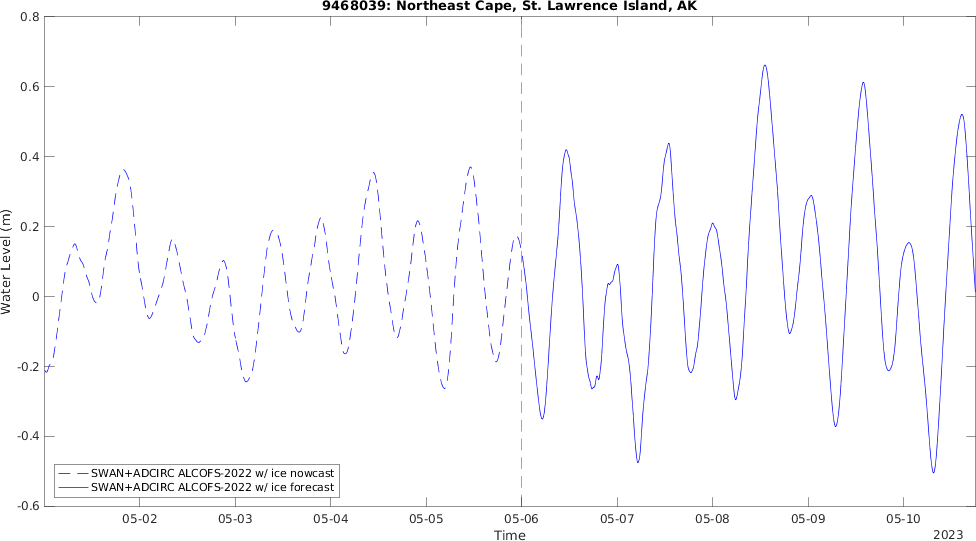 9468039: Northeast Cape, St. Lawrence Island, AK
0.8
0.6
0.4
0.2
0
-0.2
-0.4
-0.6
Water Level (m)
SWAN+ADCIRC ALCOFS-2022 w/ ice nowcast
SWAN+ADCIRC ALCOFS-2022 w/ ice forecast
05-02 05-03 05-04 05-05 05-06 05-07 05-08 05-09 05-10
Time
2023